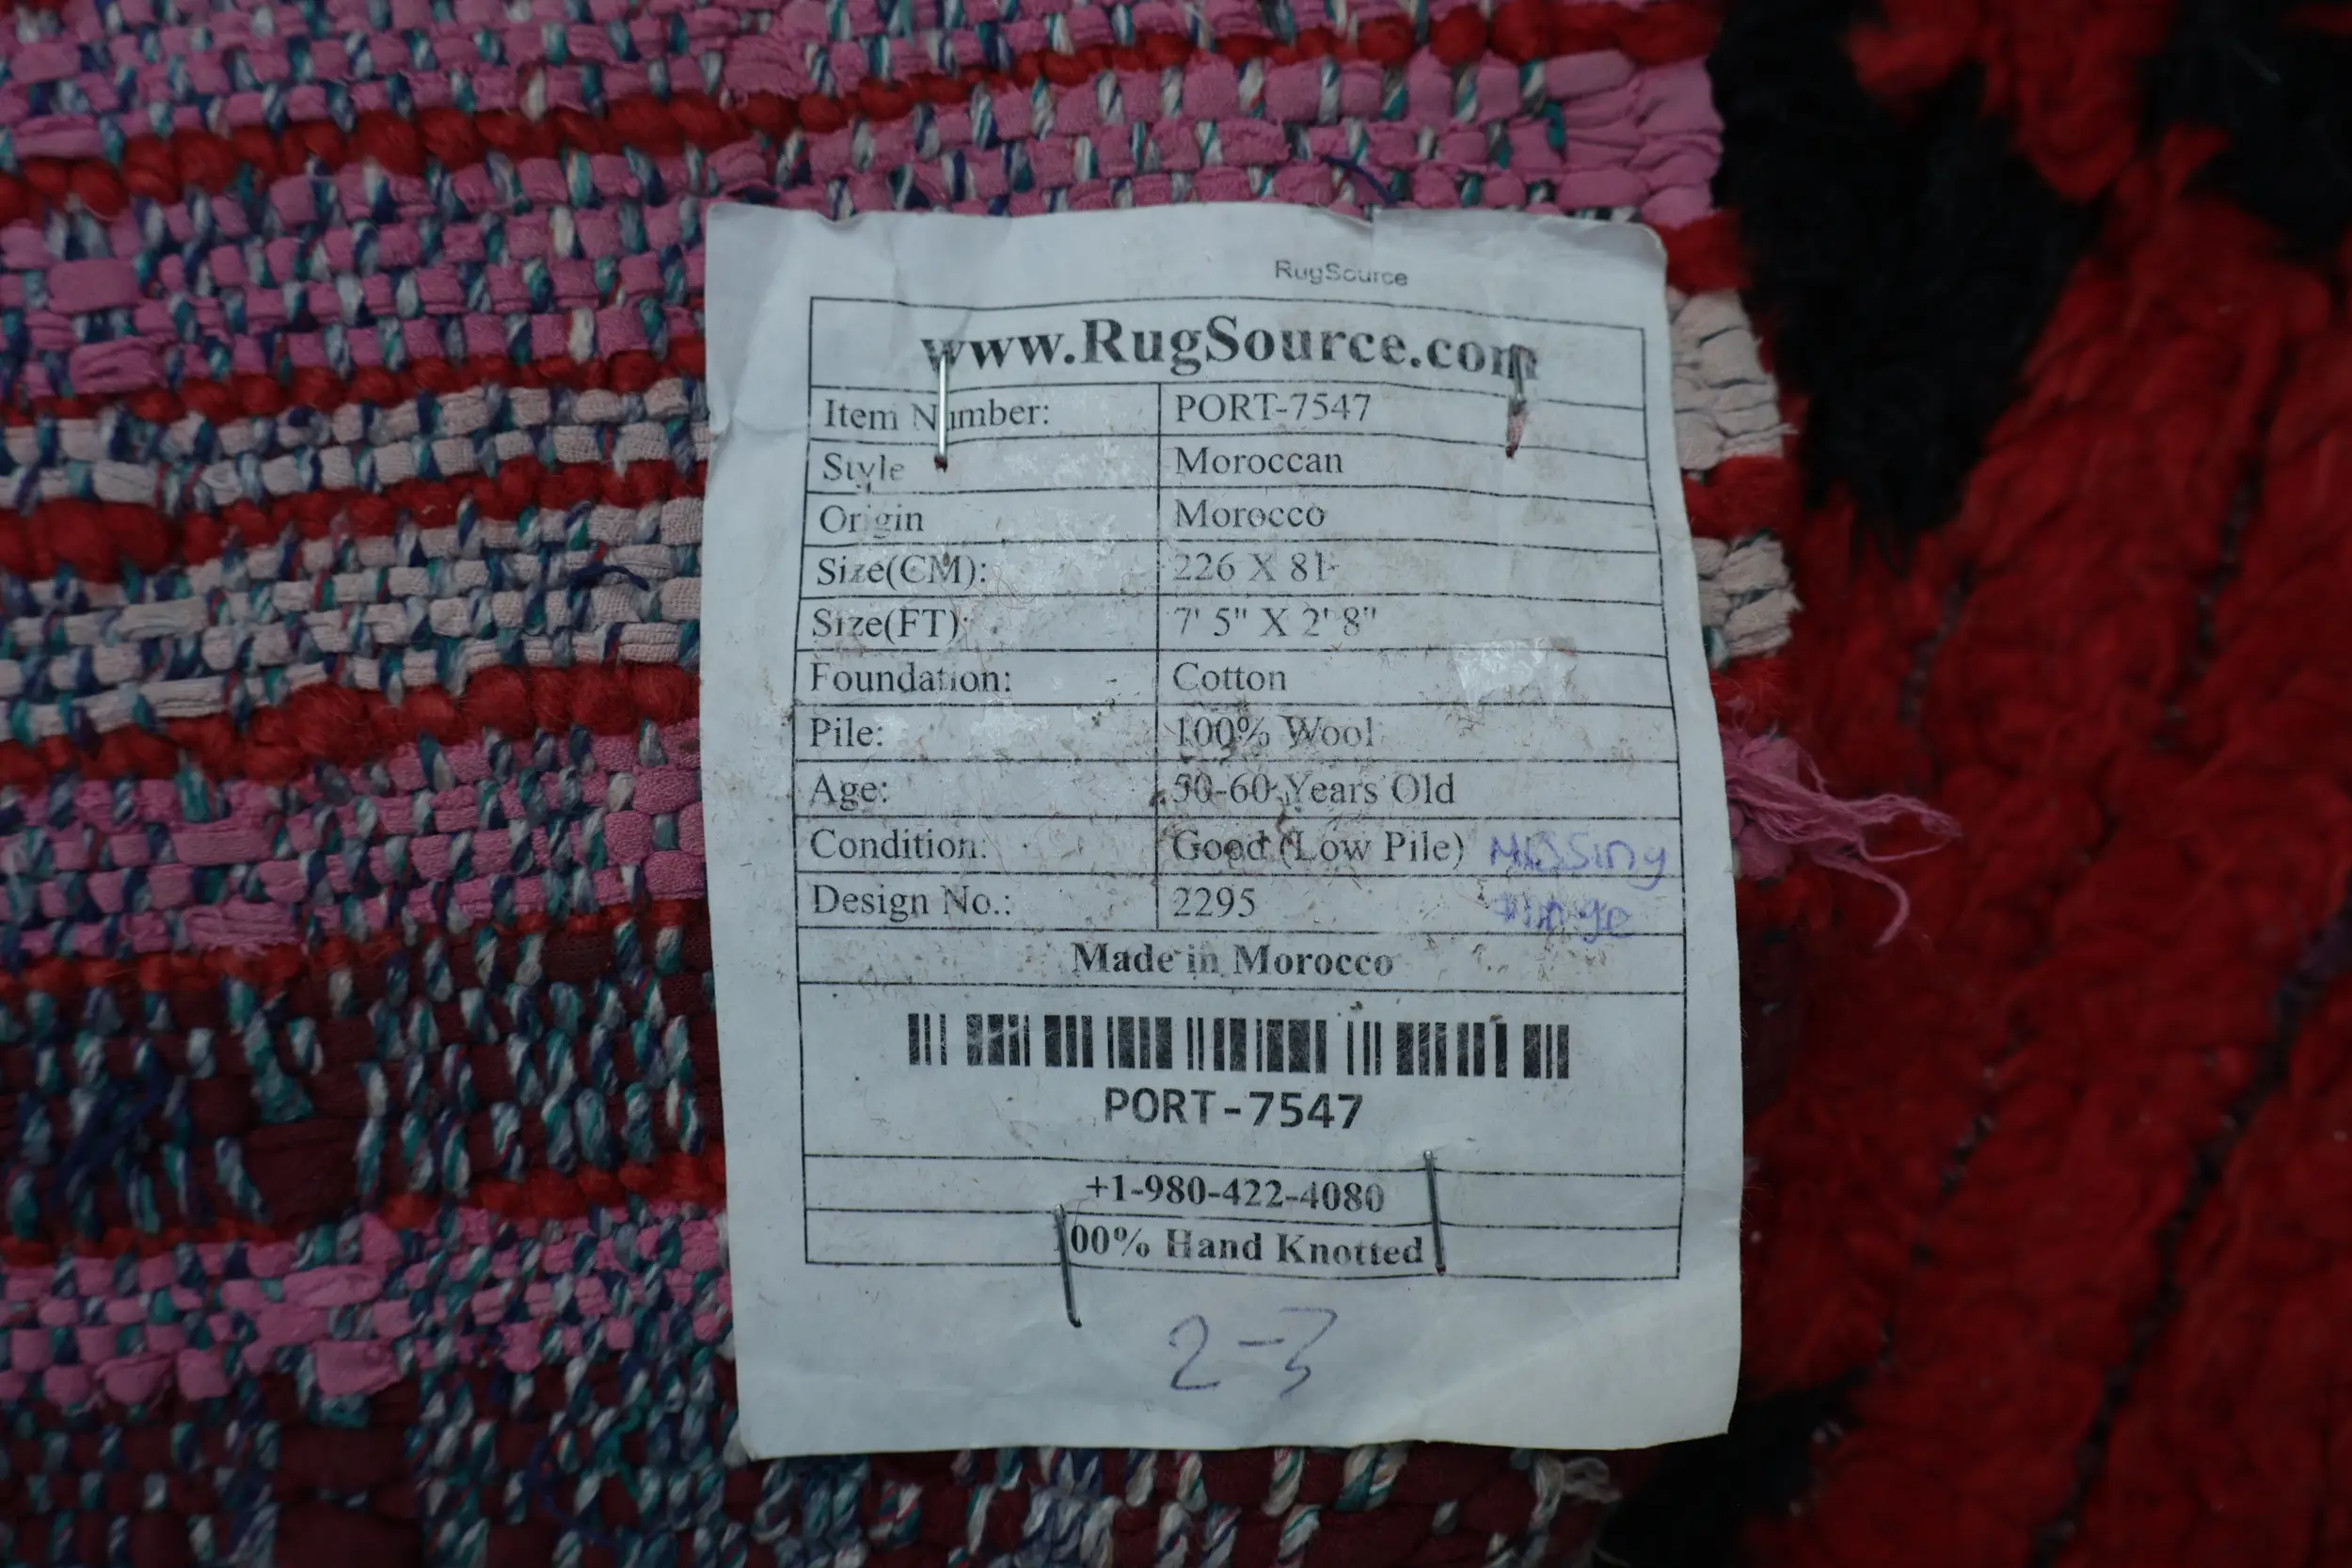 RugSource
www.RugSource.com
Item Number: PORT-7547
Style Moroccan
Origin Morocco
Size(CM): 226 X 81
Size(FT): 7' 5" X 2' 8"
Foundation: Cotton
Pile: 100% Wool
Age: 50-60 Years Old
Condition: Good (Low Pile) Missing
Design No.: 2295 fringe
Made in Morocco
PORT-7547
+1-980-422-4080
100% Hand Knotted
2-3